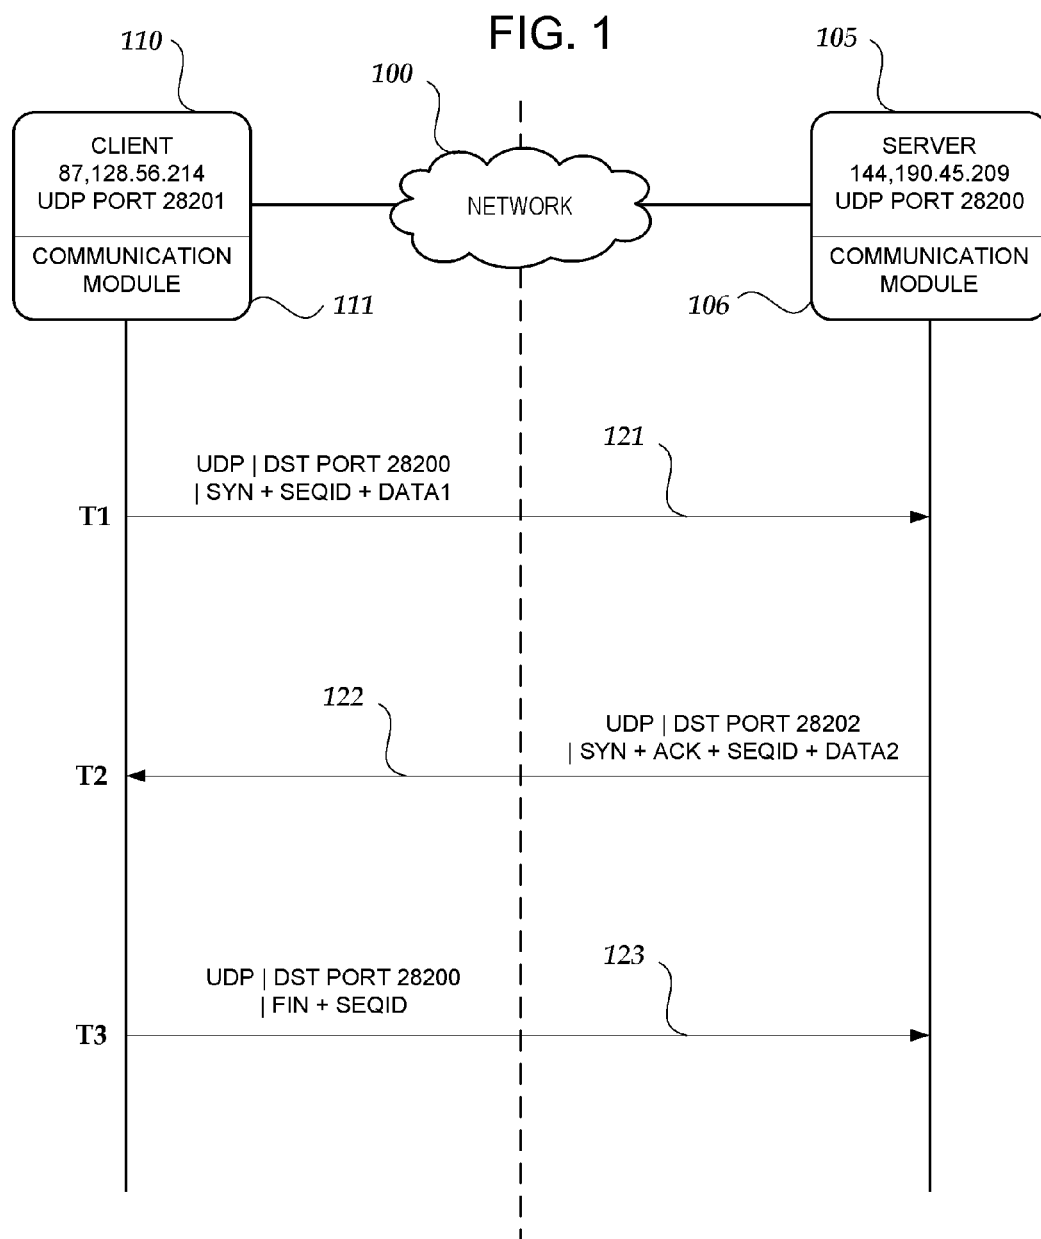 FIG. 1
110
100
105
CLIENT
87,128.56.214
UDP PORT 28201
COMMUNICATION
MODULE
NETWORK
SERVER
144,190.45.209
UDP PORT 28200
COMMUNICATION
MODULE
111
106
121
UDP | DST PORT 28200
| SYN + SEQID + DATA1
T1
122
UDP | DST PORT 28202
| SYN + ACK + SEQID + DATA2
T2
123
UDP | DST PORT 28200
| FIN + SEQID
T3